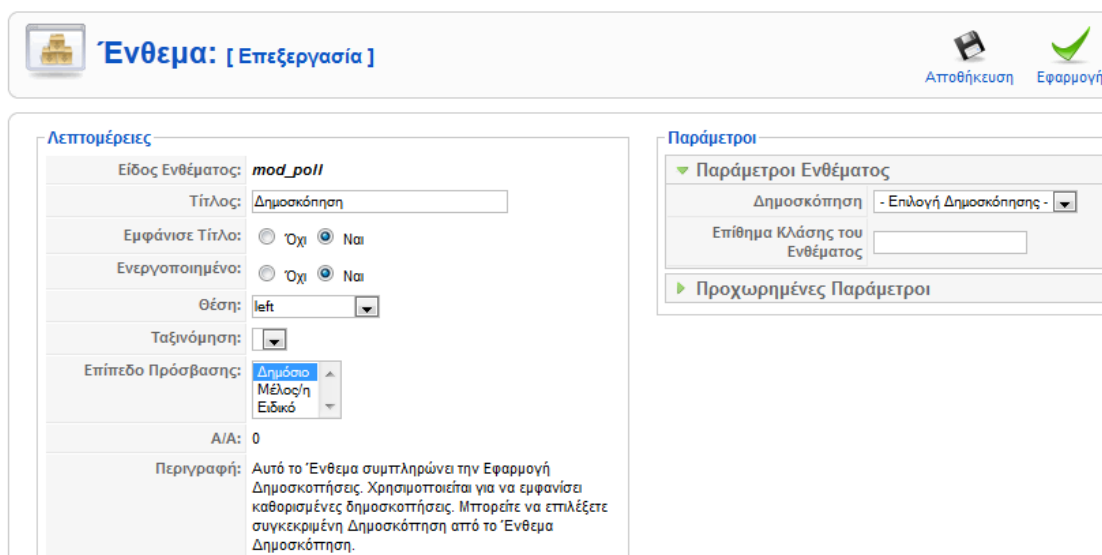 Ένθεμα: [ Επεξεργασία ]
Αποθήκευση
Εφαρμογή
Λεπτομέρειες
Είδος Ενθέματος: mod_poll
Τίτλος: Δημοσκόπηση
Εμφάνισε Τίτλο: Όχι Ναι
Ενεργοποιημένο: Όχι Ναι
Θέση: left
Ταξινόμηση:
Επίπεδο Πρόσβασης: Δημόσιο
Μέλος/η
Ειδικό
Α/Α: 0
Περιγραφή: Αυτό το Ένθεμα συμπληρώνει την Εφαρμογή
Δημοσκοπήσεις. Χρησιμοποιείται για να εμφανίσει
καθορισμένες δημοσκοπήσεις. Μπορείτε να επιλέξετε
συγκεκριμένη Δημοσκόπηση από το Ένθεμα
Δημοσκόπηση.
Παράμετροι
Παράμετροι Ενθέματος
Δημοσκόπηση - Επιλογή Δημοσκόπησης -
Επίθημα Κλάσης του
Ενθέματος
Προχωρημένες Παράμετροι